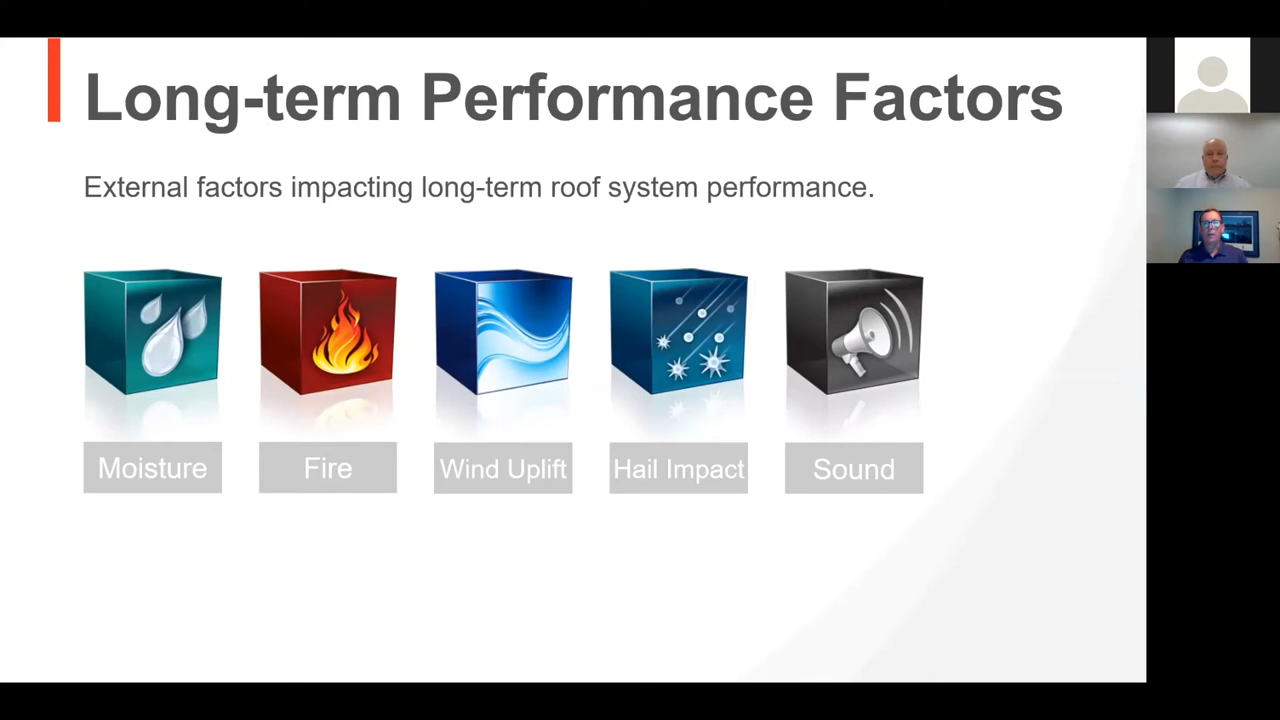 Long-term Performance Factors
External factors impacting long-term roof system performance.
Moisture
Fire
Wind Uplift
Hail Impact
Sound